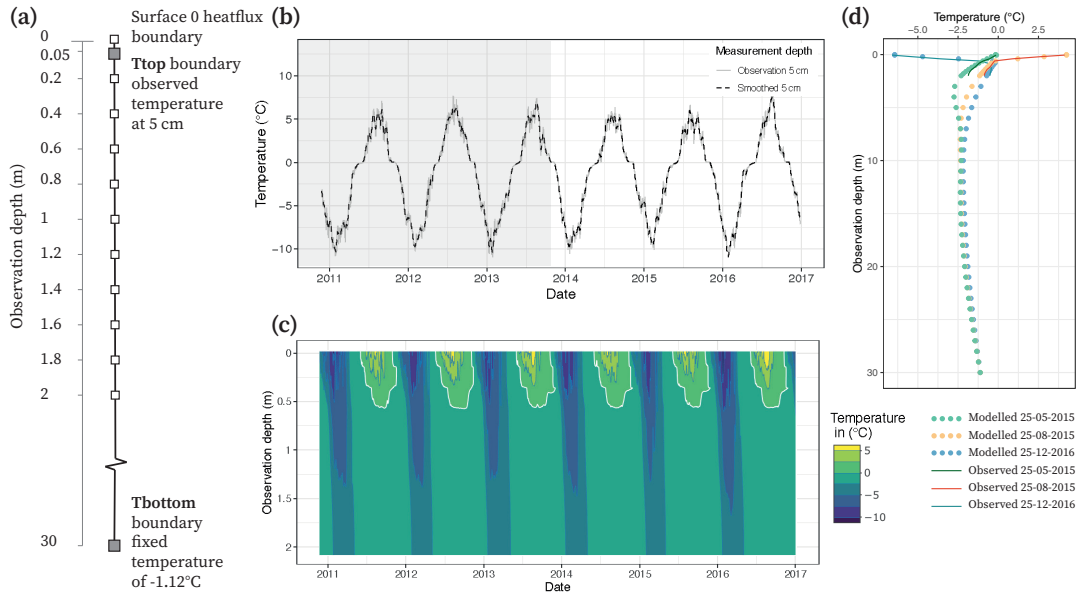 (a)
Surface 0 heatflux
boundary
Ttop boundary
observed
temperature
at 5 cm
0
0.05
0.2
0.4
0.6
0.8
1
1.2
1.4
1.6
1.8
2
30
Observation depth (m)
Tbottom
boundary
fixed
temperature
of -1.12°C
(b)
Measurement depth
Observation 5 cm
Smoothed 5 cm
10
5
0
−5
−10
Temperature (°C)
2011 2012 2013 2014 2015 2016 2017
Date
(c)
0
0.5
1
1.5
2
Observation depth (m)
2011 2012 2013 2014 2015 2016 2017
Date
Temperature
in (°C)
5
0
−5
−10
(d)
Temperature (°C)
−5.0 −2.5 0.0 2.5
0
10
20
30
Observation depth (m)
Modelled 25-05-2015
Modelled 25-08-2015
Modelled 25-12-2016
Observed 25-05-2015
Observed 25-08-2015
Observed 25-12-2016